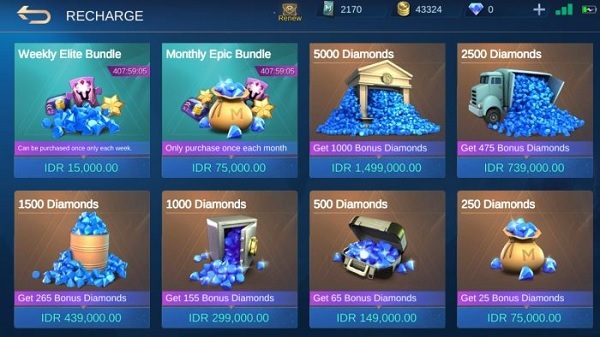 RECHARGE
Renew
2170
43324
0
Weekly Elite Bundle
407:59:05
Can be purchased once only each week.
IDR 15,000.00
Monthly Epic Bundle
407:59:05
Only purchase once each month
IDR 75,000.00
5000 Diamonds
Get 1000 Bonus Diamonds
IDR 1,499,000.00
2500 Diamonds
Get 475 Bonus Diamonds
IDR 739,000.00
1500 Diamonds
Get 265 Bonus Diamonds
IDR 439,000.00
1000 Diamonds
Get 155 Bonus Diamonds
IDR 299,000.00
500 Diamonds
Get 65 Bonus Diamonds
IDR 149,000.00
250 Diamonds
M
Get 25 Bonus Diamonds
IDR 75,000.00